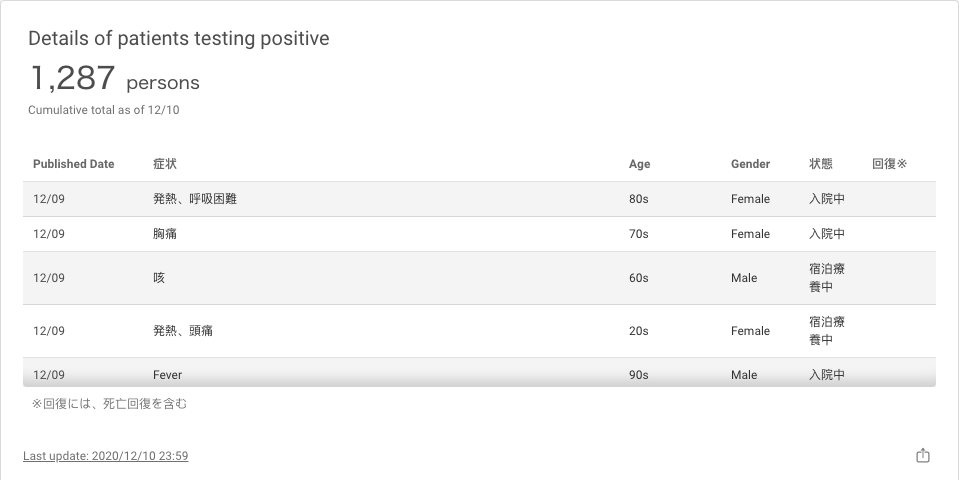 Details of patients testing positive
1,287 persons
Cumulative total as of 12/10
Published Date 症状 Age Gender 状態 回復※
12/09 発熱、呼吸困難 80s Female 入院中
12/09 胸痛 70s Female 入院中
12/09 咳 60s Male 宿泊療
養中
12/09 発熱、頭痛 20s Female 宿泊療
養中
12/09 Fever 90s Male 入院中
※回復には、死亡回復を含む
Last update: 2020/12/10 23:59